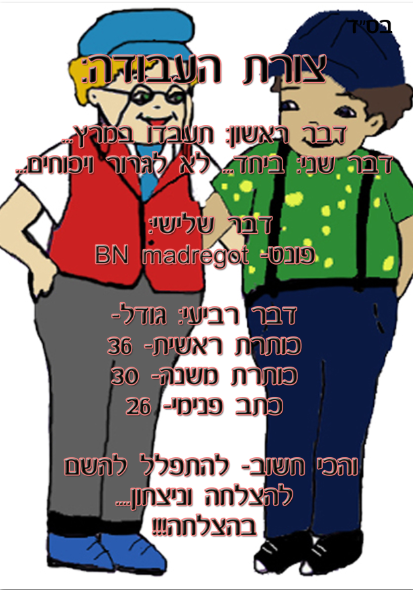 בס״ד
צורת העבודה:
דבר ראשון: תעבדו במרץ...
דבר שני: ביחד... לא לגרור ויכוחים...
דבר שלישי:
פונט- BN madregot
דבר רביעי: גודל-
כותרת ראשית- 36
כותרת משנה- 30
כתב פנימי- 26
והכי חשוב- להתפלל להשם
להצלחה וניצחון....
בהצלחה!!!